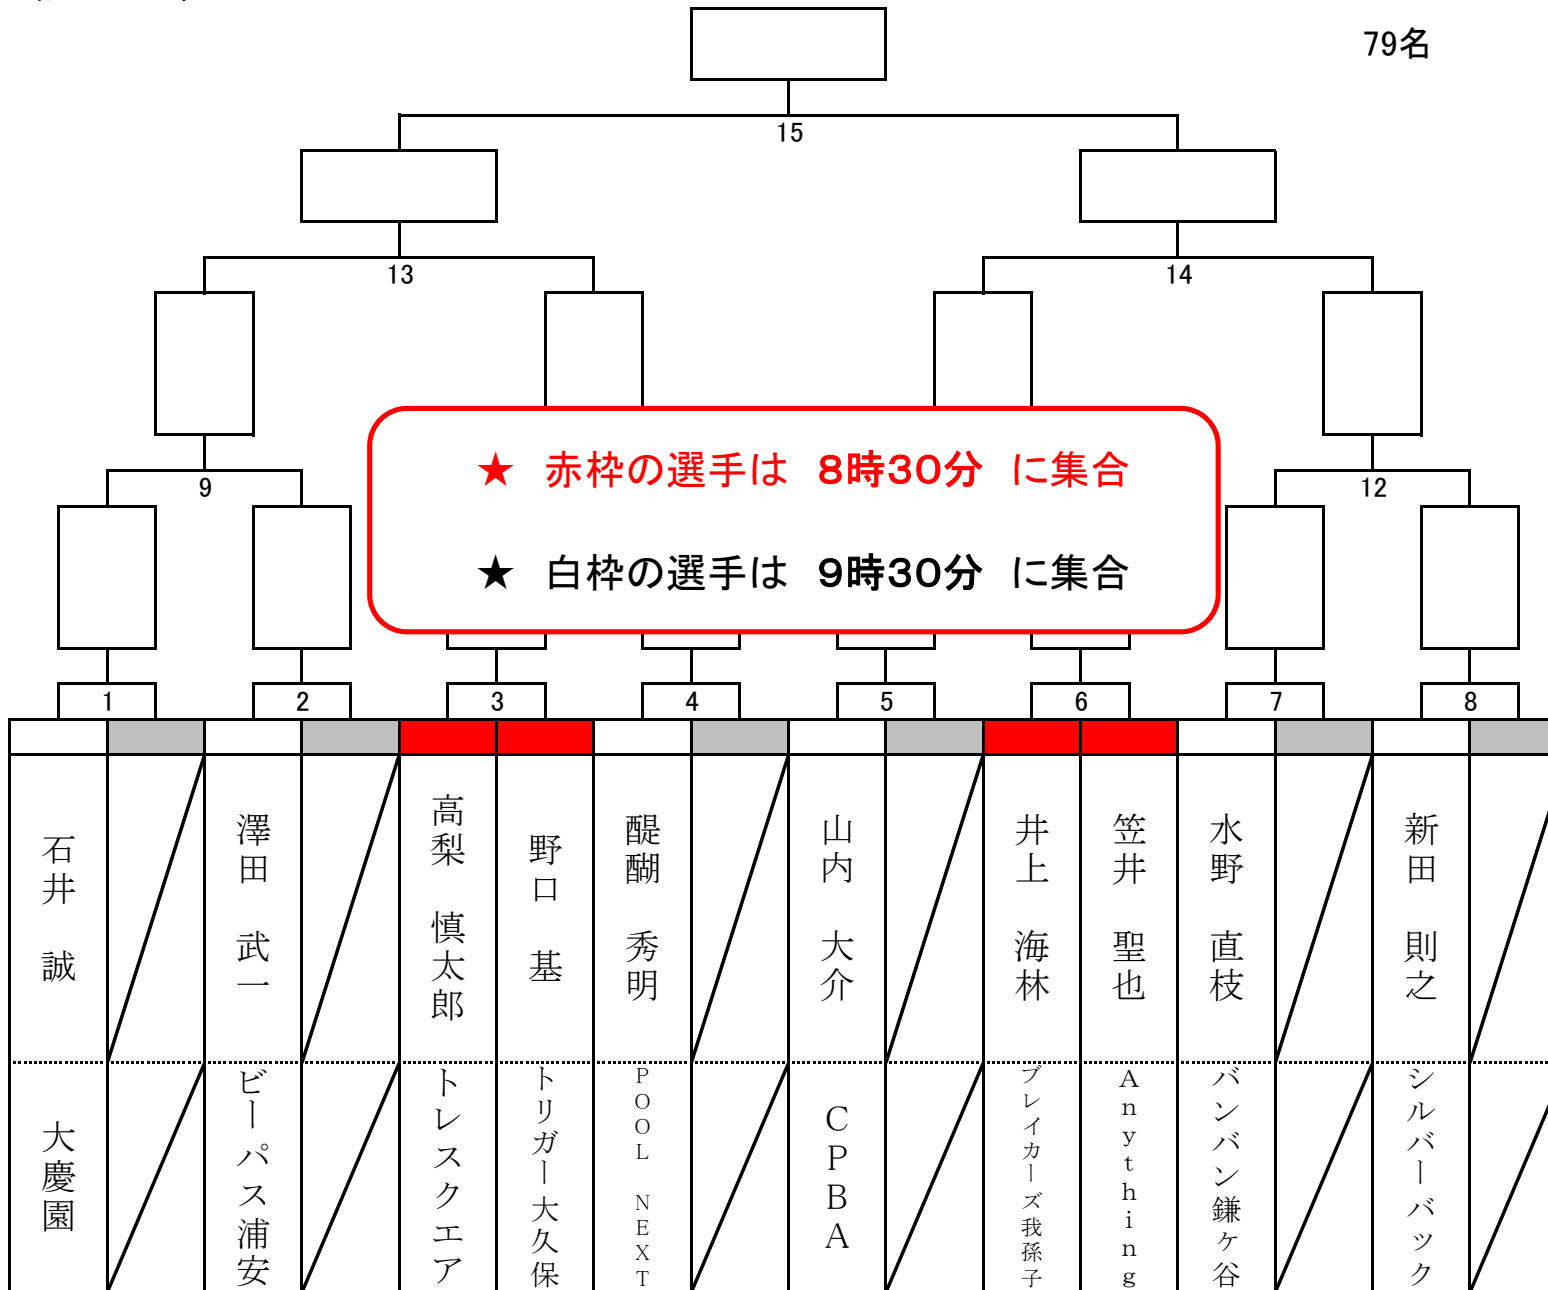 79名
15
13
14
★ 赤枠の選手は 8時30分 に集合
9
12
★ 白枠の選手は 9時30分 に集合
1
2
3
4
5
6
7
8
石井 誠
澤田 武一
高梨 慎太郎
野口 基
醍醐 秀明
山内 大介
井上 海林
笠井 聖也
水野 直枝
新田 則之
大慶園
ビーパス浦安
トレスクエア
トリガー大久保
POOL NEXT
CPBA
ブレイカーズ我孫子
Anything
バンバン鎌ヶ谷
シルバーバック